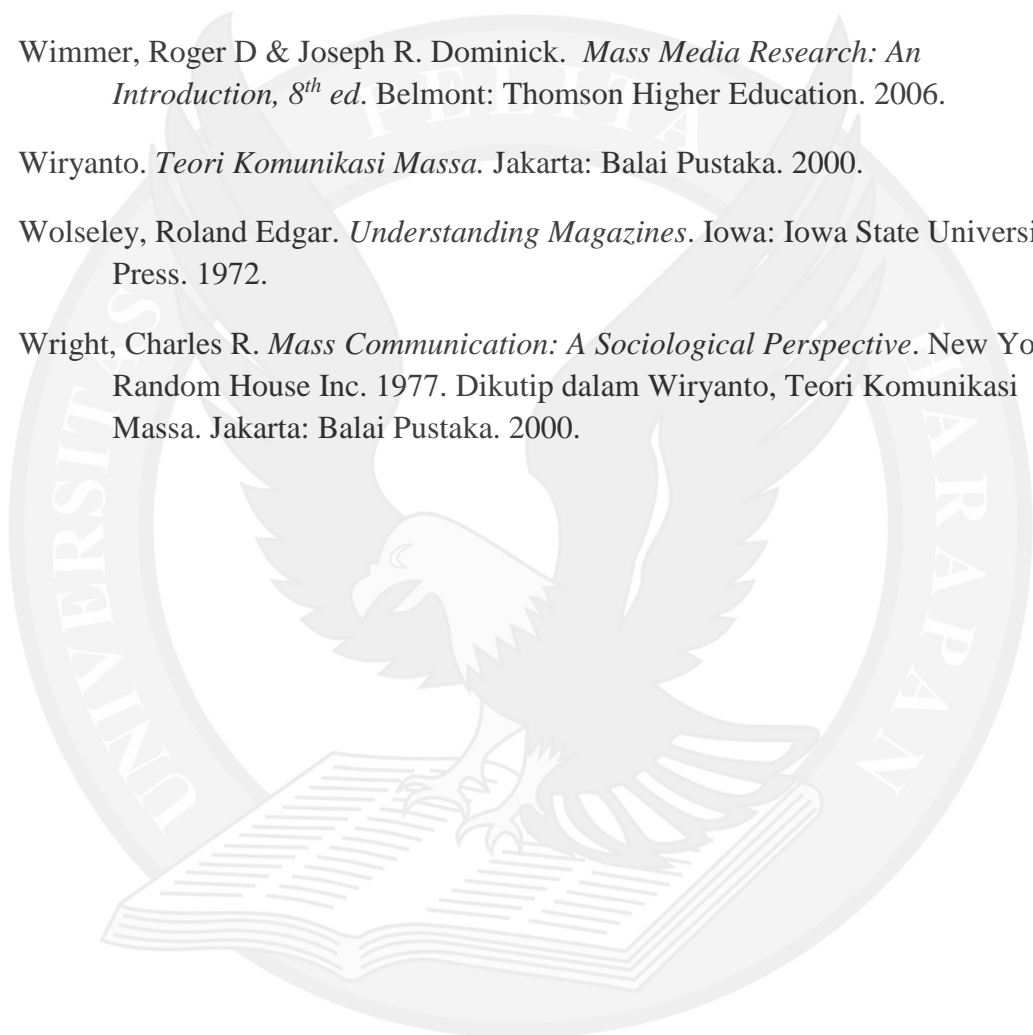 Wimmer, Roger D & Joseph R. Dominick. Mass Media Research: An
Introduction, 8th ed. Belmont: Thomson Higher Education. 2006.
Wiryanto. Teori Komunikasi Massa. Jakarta: Balai Pustaka. 2000.
Wolseley, Roland Edgar. Understanding Magazines. Iowa: Iowa State Universi
Press. 1972.
Wright, Charles R. Mass Communication: A Sociological Perspective. New Yo
Random House Inc. 1977. Dikutip dalam Wiryanto, Teori Komunikasi
Massa. Jakarta: Balai Pustaka. 2000.
UNIVERSITAS PELITA HARAPAN